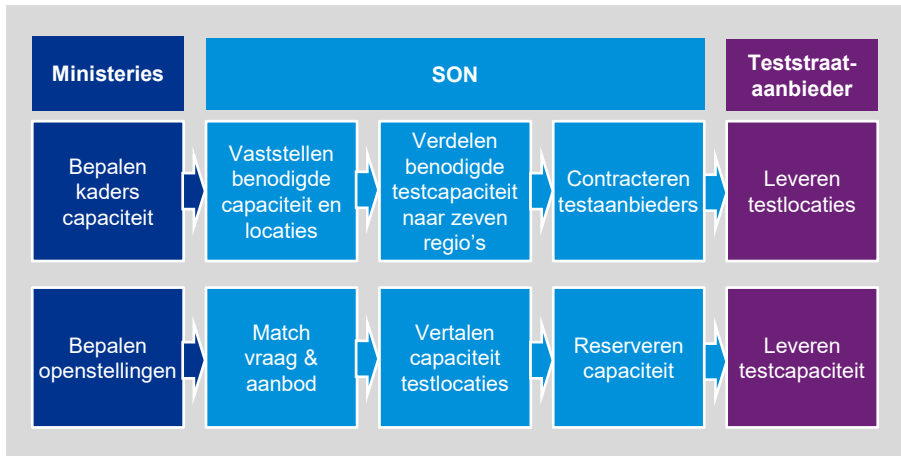 Ministeries
SON
Teststraat-
aanbieder
Bepalen
kaders
capaciteit
Vaststellen
benodigde
capaciteit en
locaties
Verdelen
benodigde
testcapaciteit
naar zeven
regio's
Contracteren
testaanbieders
Leveren
testlocaties
Bepalen
openstellingen
Match
vraag &
aanbod
Vertalen
capaciteit
testlocaties
Reserveren
capaciteit
Leveren
testcapaciteit